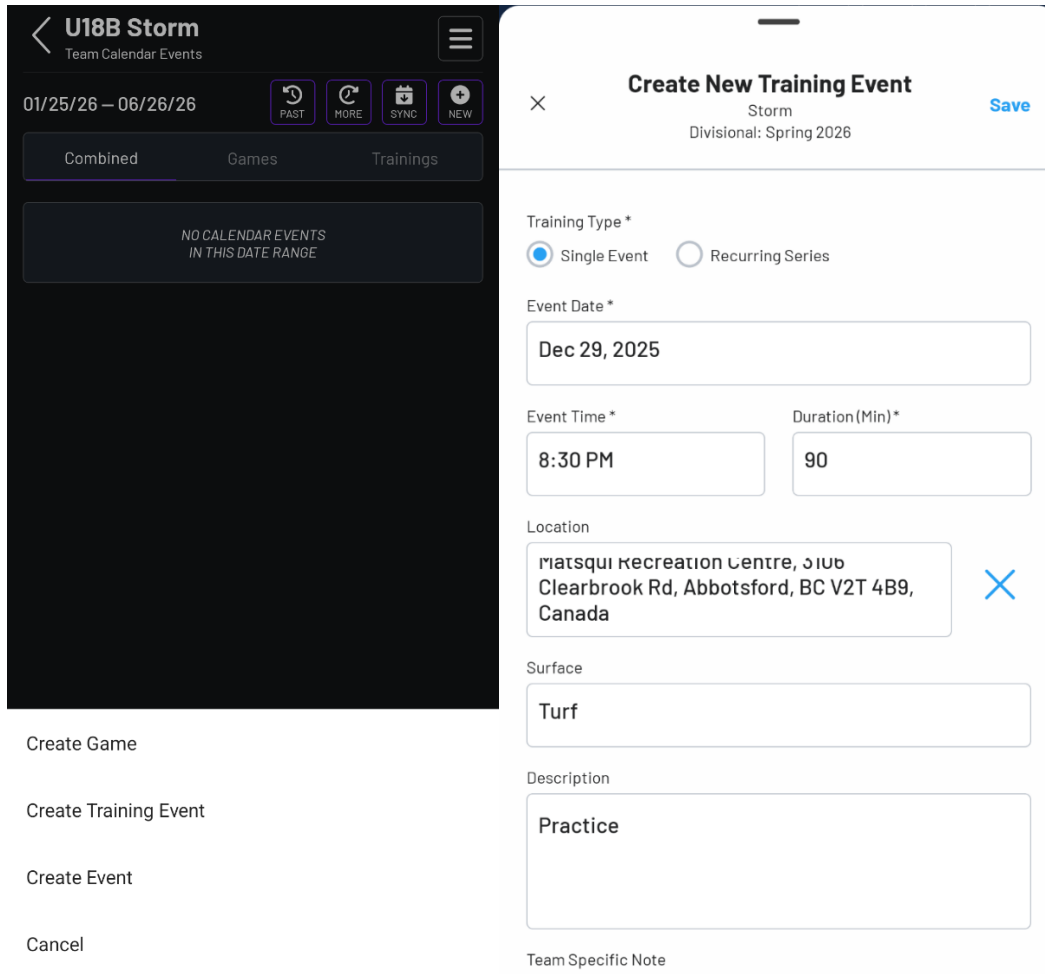 U18B Storm
Team Calendar Events
01/25/26 – 06/26/26
PAST
MORE
SYNC
NEW
Combined
Games
Trainings
NO CALENDAR EVENTS
IN THIS DATE RANGE
Create Game
Create Training Event
Create Event
Cancel
Create New Training Event
Storm
Divisional: Spring 2026
Save
Training Type *
Single Event
Recurring Series
Event Date *
Dec 29, 2025
Event Time *
Duration (Min) *
8:30 PM
90
Location
Matsqui Recreation Centre, 3106
Clearbrook Rd, Abbotsford, BC V2T 4B9,
Canada
Surface
Turf
Description
Practice
Team Specific Note